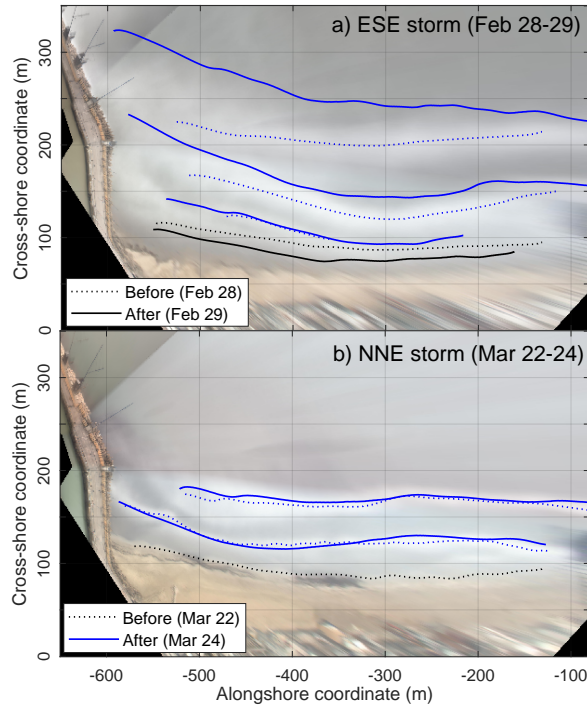 a) ESE storm (Feb 28-29)
300
200
100
0
Cross-shore coordinate (m)
Before (Feb 28)
After (Feb 29)
b) NNE storm (Mar 22-24)
300
200
100
0
Cross-shore coordinate (m)
Before (Mar 22)
After (Mar 24)
-600 -500 -400 -300 -200 -100
Alongshore coordinate (m)